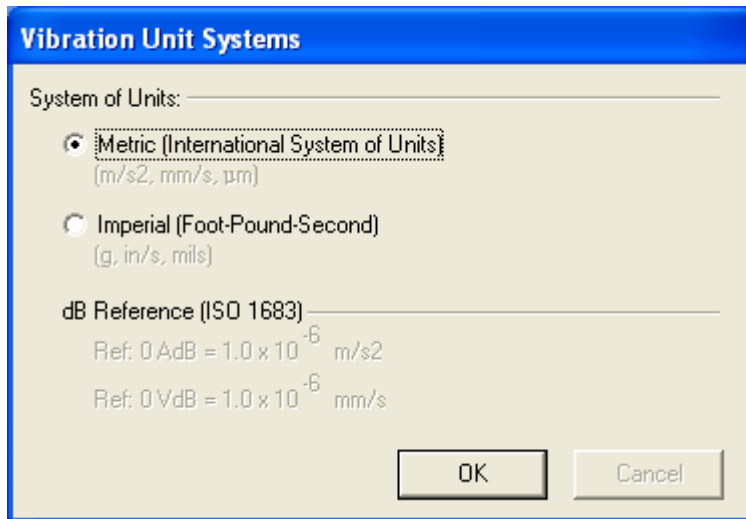 Vibration Unit Systems
System of Units:
Metric (International System of Units)
(m/s2, mm/s, µm)
Imperial (Foot-Pound-Second)
(g, in/s, mils)
dB Reference (ISO 1683)
Ref: 0 AdB = 1.0 x 10^-6 m/s2
Ref: 0 VdB = 1.0 x 10^-6 mm/s
OK Cancel